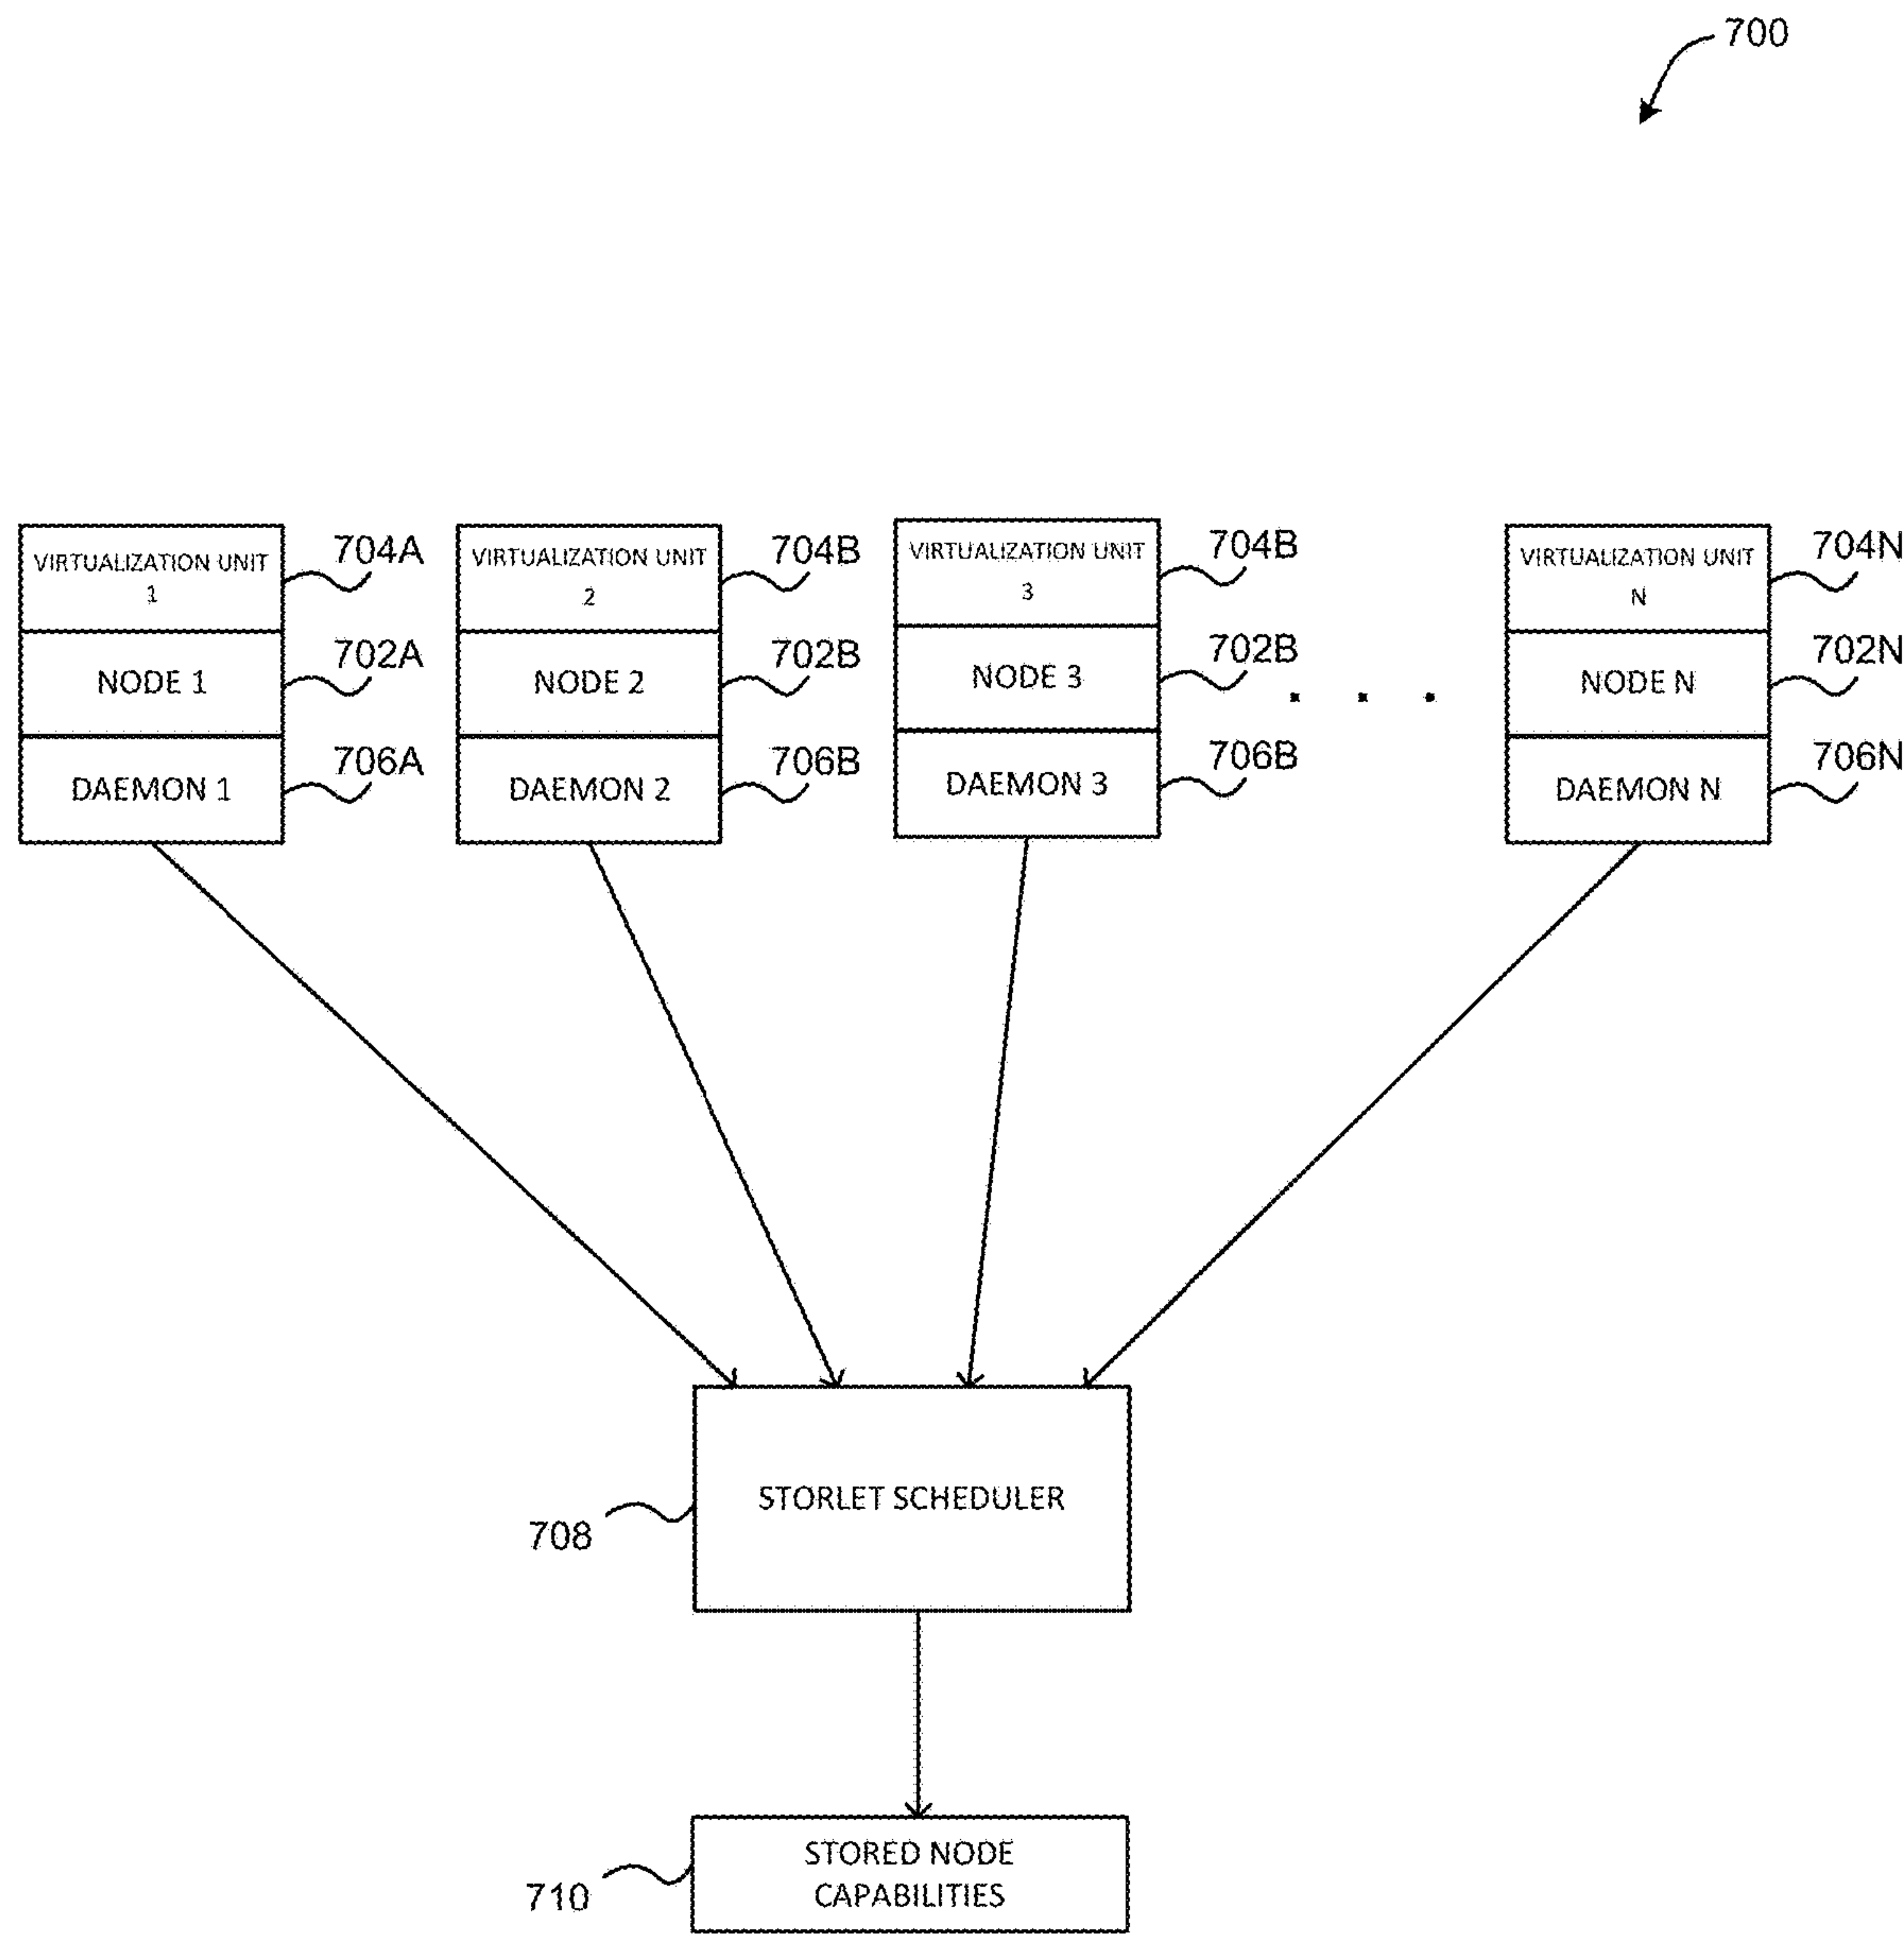 700
VIRTUALIZATION UNIT
1
704A
NODE 1
702A
DAEMON 1
706A
VIRTUALIZATION UNIT
2
704B
NODE 2
702B
DAEMON 2
706B
VIRTUALIZATION UNIT
3
704B
NODE 3
702B
DAEMON 3
706B
. . .
VIRTUALIZATION UNIT
N
704N
NODE N
702N
DAEMON N
706N
STORLET SCHEDULER
708
STORED NODE
CAPABILITIES
710